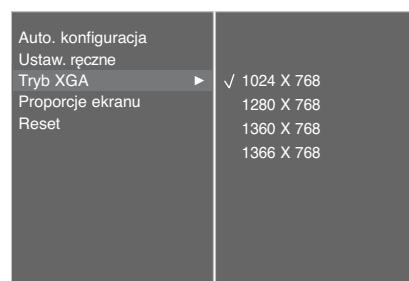 Auto. konfiguracja
Ustaw. ręczne
Tryb XGA ►
Proporcje ekranu
Reset
√ 1024 X 768
1280 X 768
1360 X 768
1366 X 768